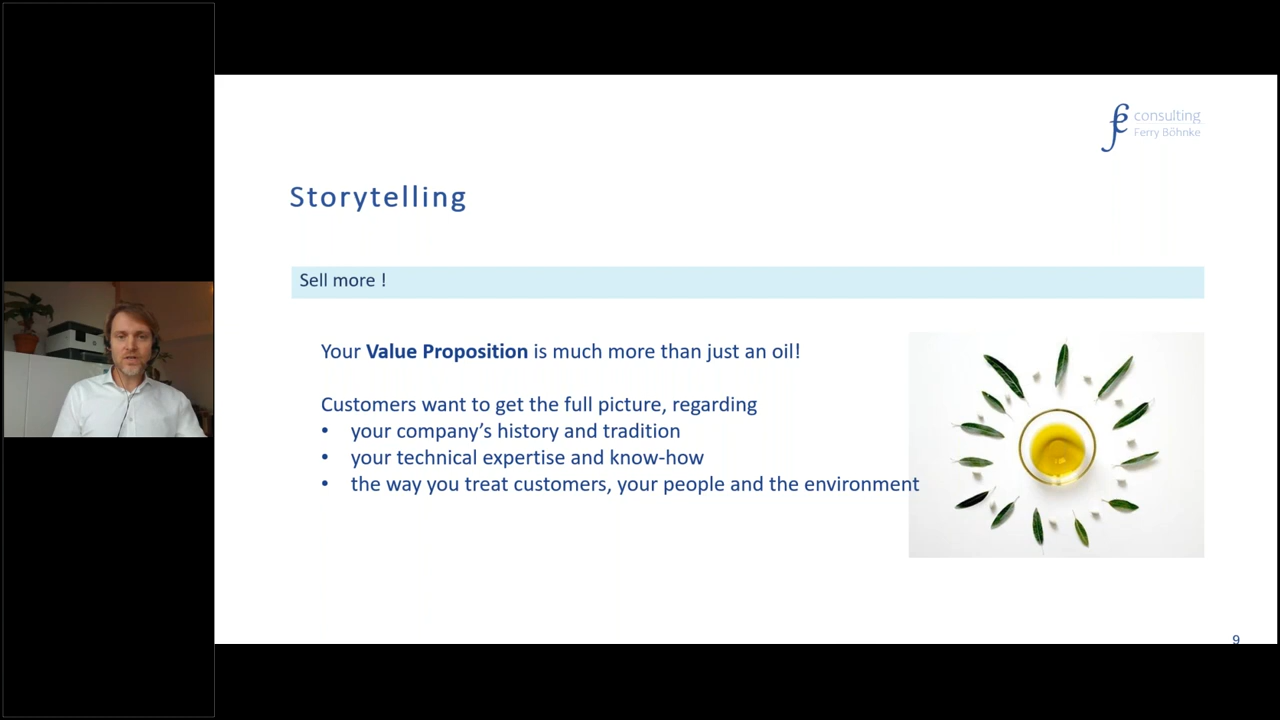 fe consulting
Ferry Böhnke
Storytelling
Sell more !
Your Value Proposition is much more than just an oil!
Customers want to get the full picture, regarding
• your company’s history and tradition
• your technical expertise and know-how
• the way you treat customers, your people and the environment
9